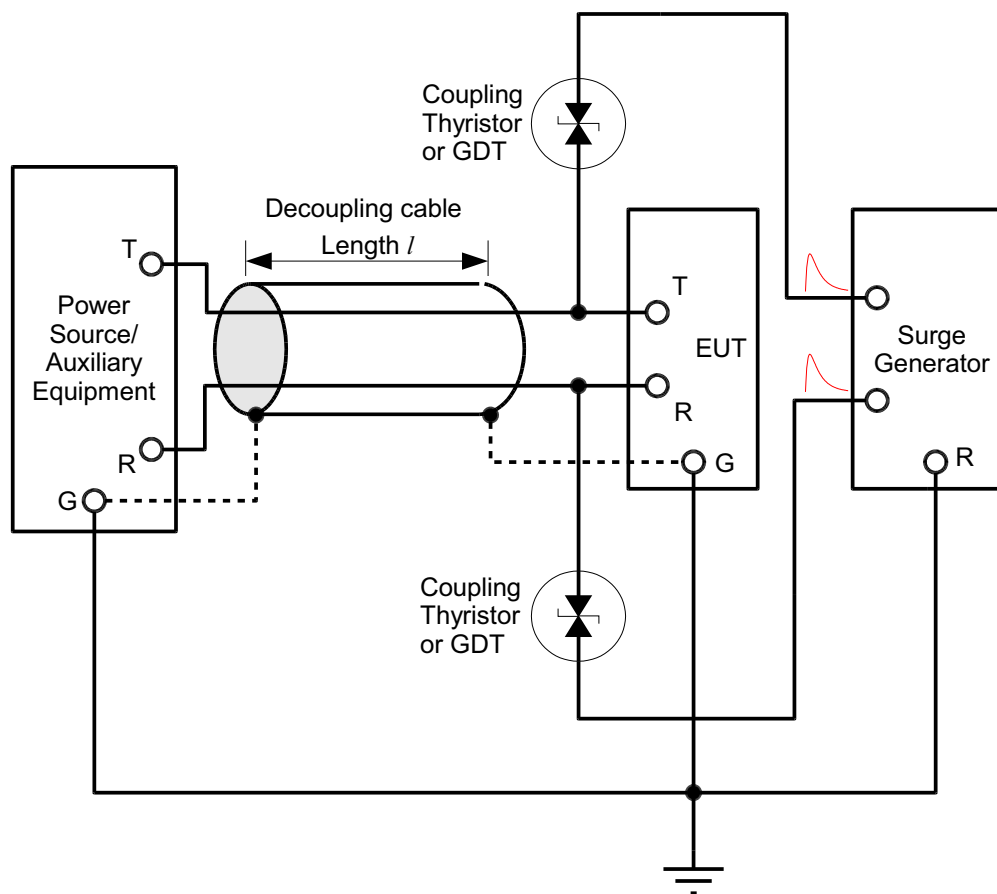 Coupling
Thyristor
or GDT
Decoupling cable
Length l
T
Power
Source/
Auxiliary
Equipment
R
G
T
EUT
R
G
Surge
Generator
R
Coupling
Thyristor
or GDT